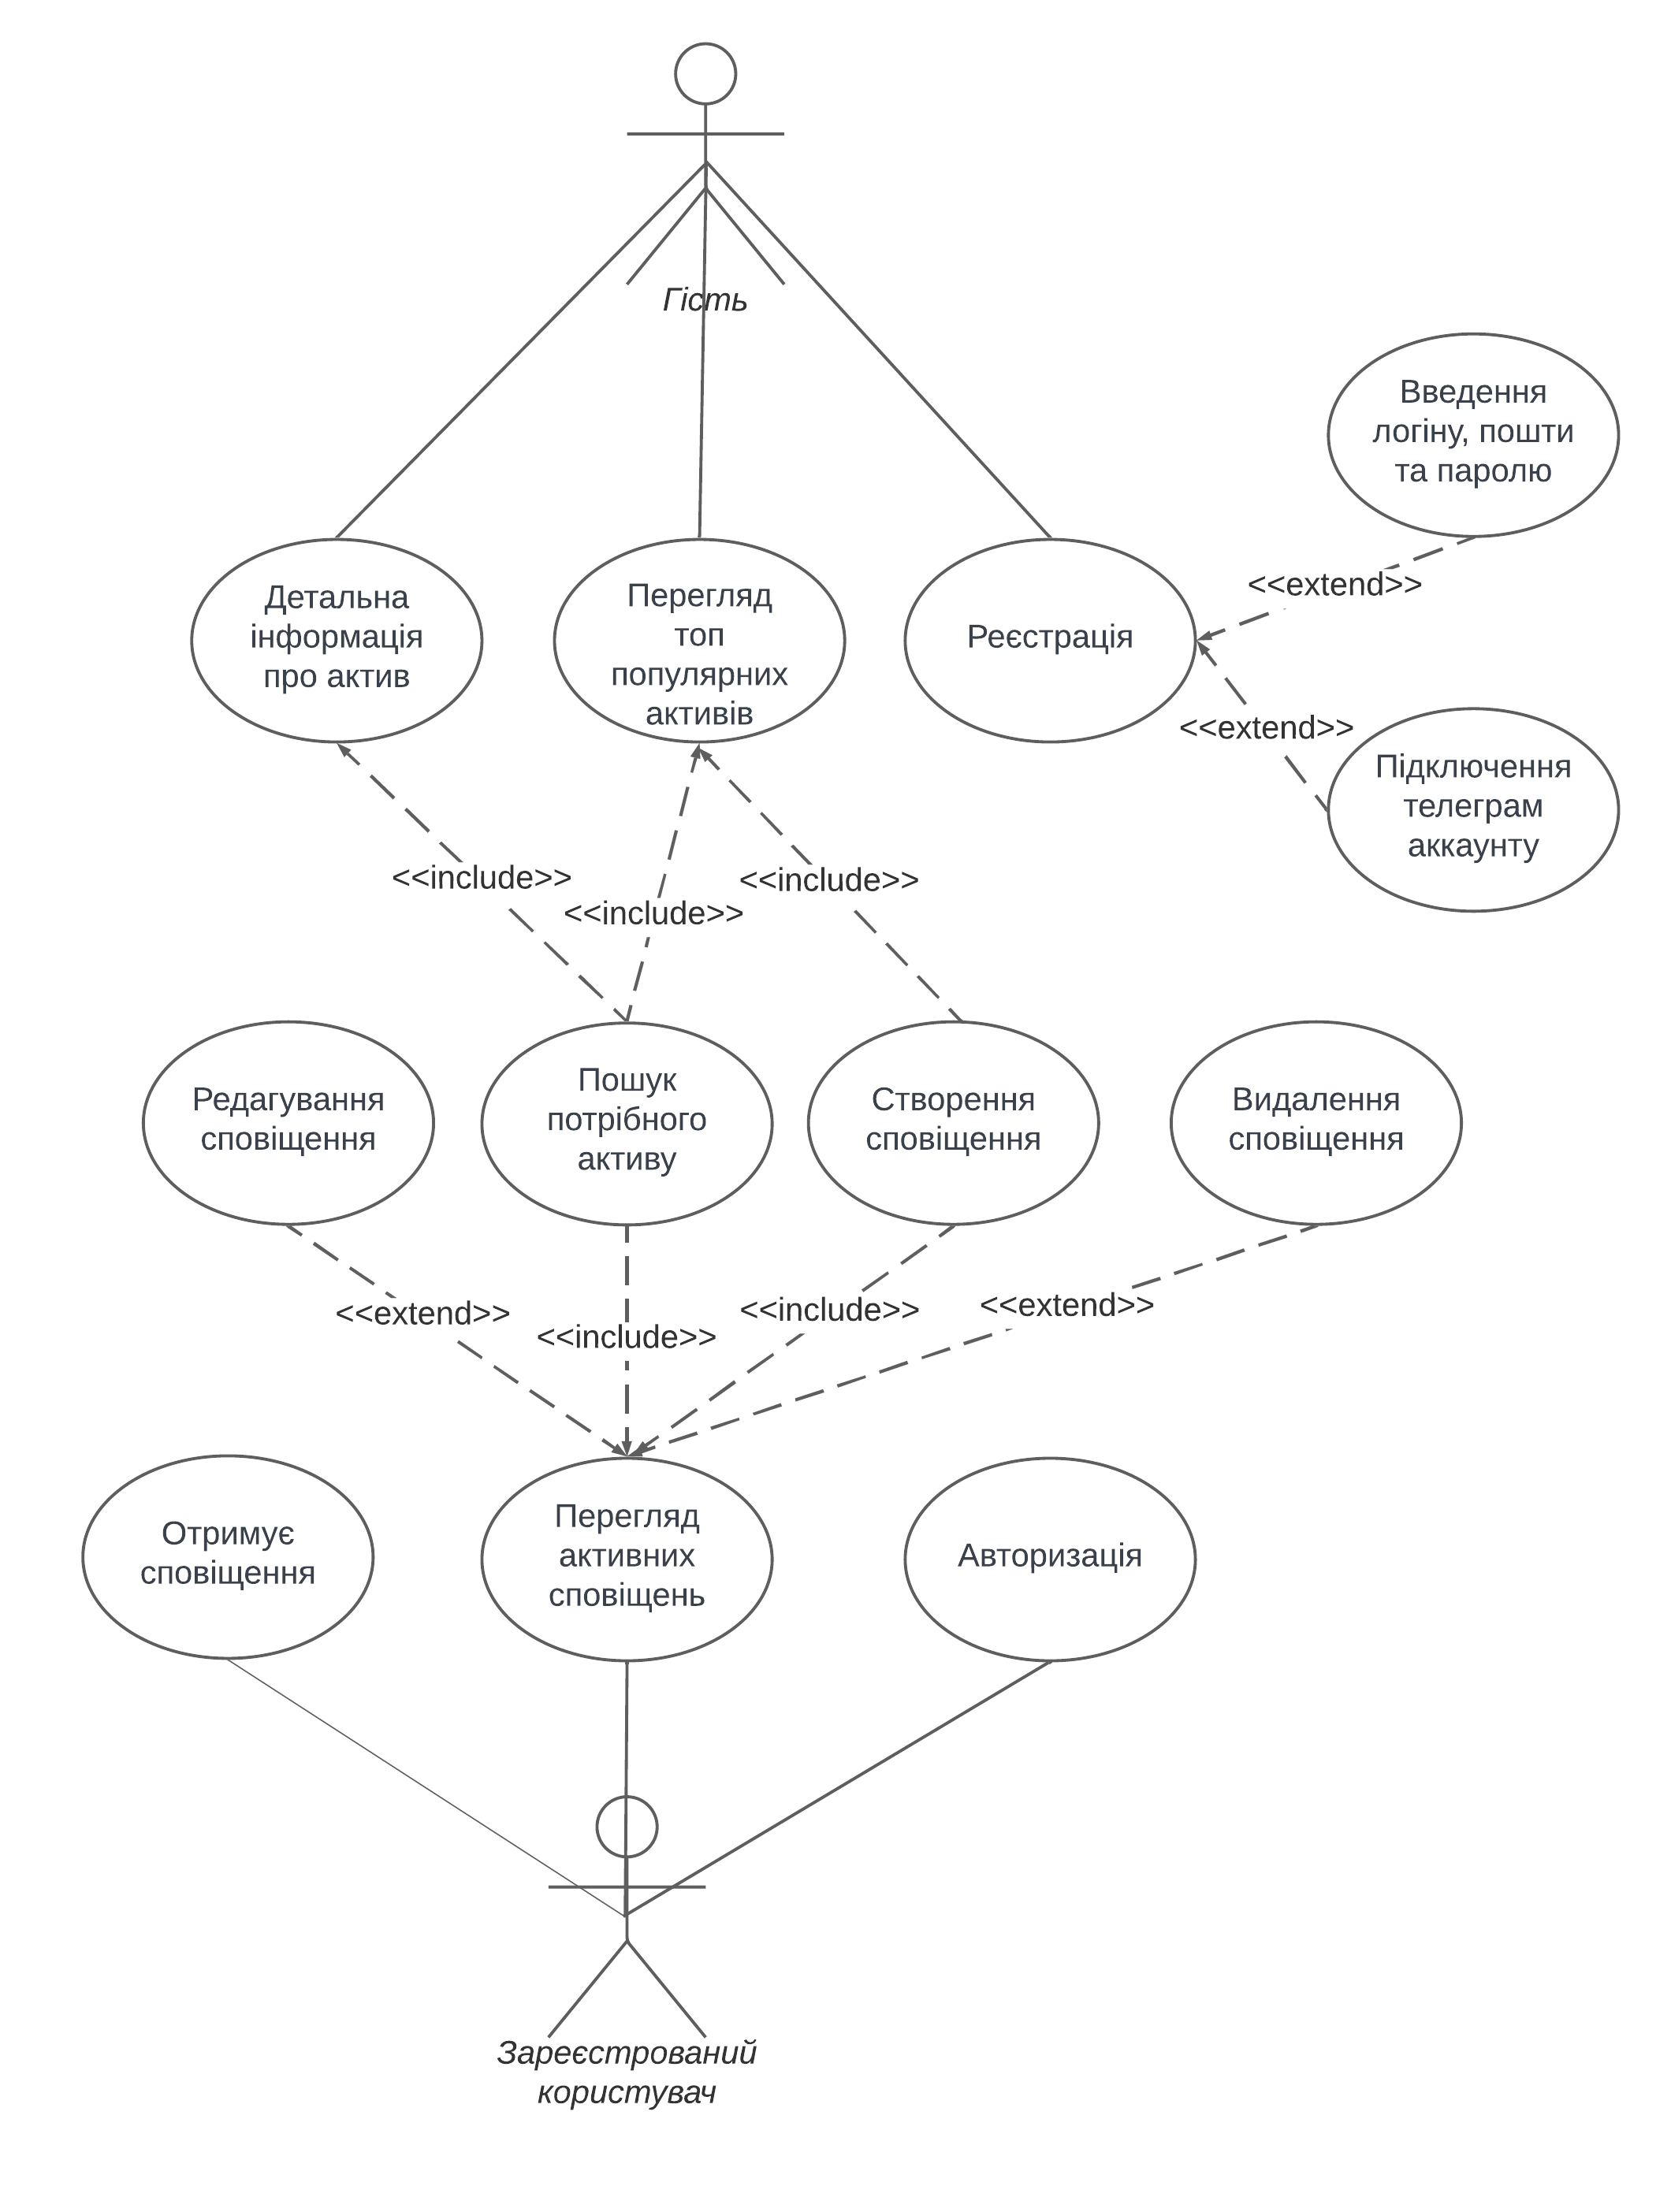 Гість
Введення
логіну, пошти
та паролю
<<extend>>
Детальна
інформація
про актив
Перегляд
топ
популярних
активів
Реєстрація
<<extend>>
Підключення
телеграм
аккаунту
<<include>>
<<include>>
<<include>>
Редагування
сповіщення
Пошук
потрібного
активу
Створення
сповіщення
Видалення
сповіщення
<<extend>>
<<include>>
<<include>>
<<extend>>
Отримує
сповіщення
Перегляд
активних
сповіщень
Авторизація
Зареєстрований
користувач